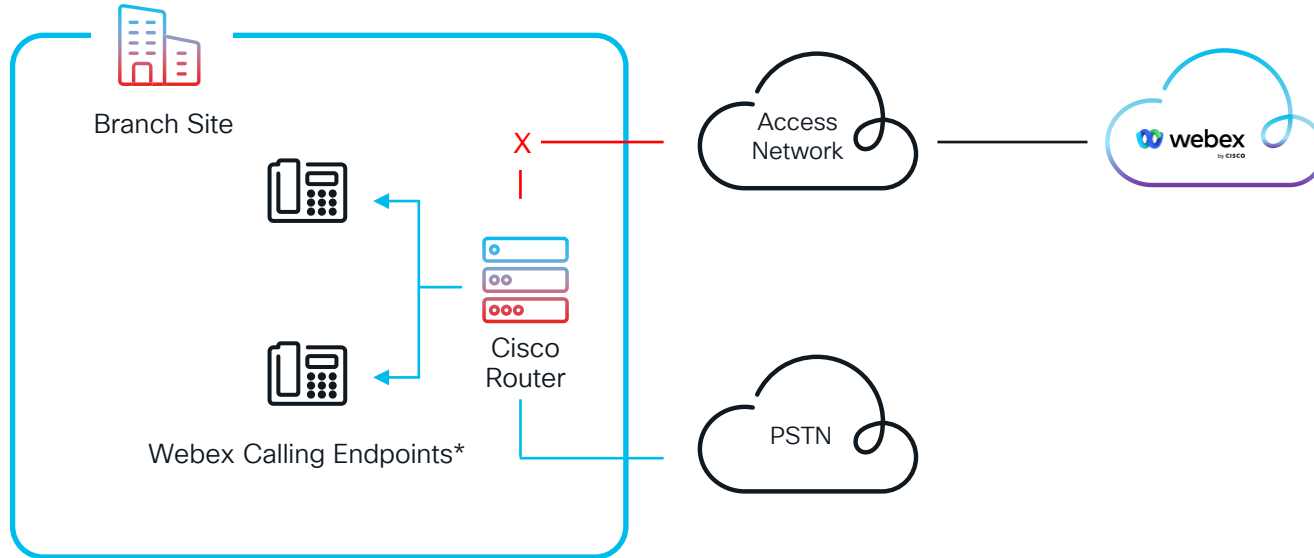 Branch Site
X
Access
Network
webex
by CISCO
Cisco
Router
PSTN
Webex Calling Endpoints*